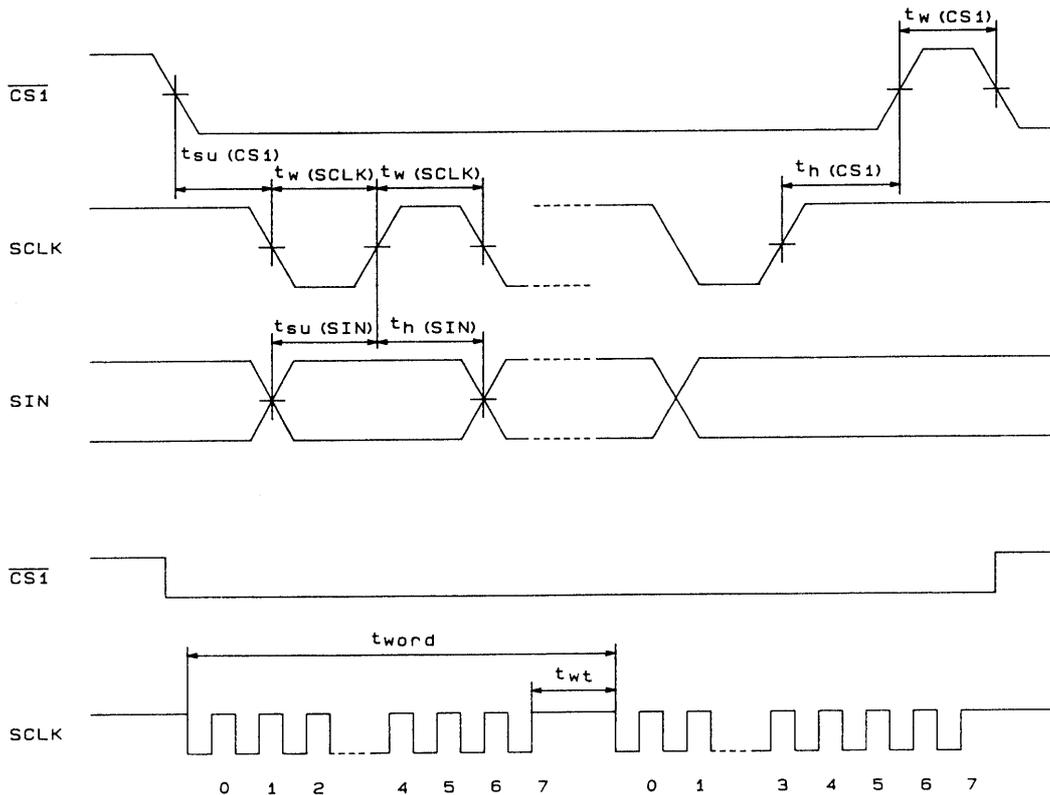 tw (CS1)
CS1
tsu (CS1)
tw (SCLK) tw (SCLK)
th (CS1)
SCLK
tsu (SIN) th (SIN)
SIN
CS1
tword
twt
SCLK
0 1 2 4 5 6 7 0 1 3 4 5 6 7